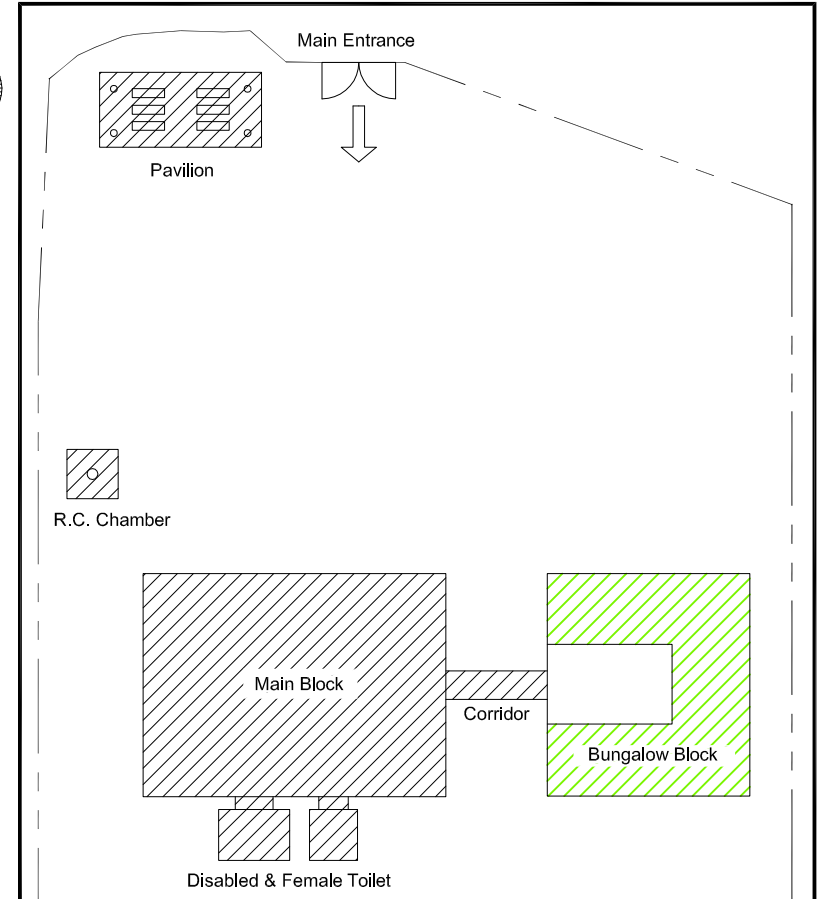 Main Entrance
Pavilion
R.C. Chamber
Main Block
Corridor
Bungalow Block
Disabled & Female Toilet